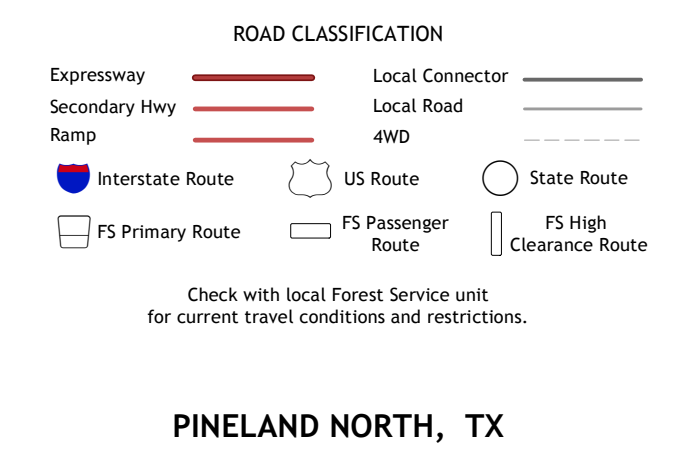 ROAD CLASSIFICATION
Expressway
Local Connector
Secondary Hwy
Local Road
Ramp
4WD
Interstate Route
US Route
State Route
FS Primary Route
FS Passenger
Route
FS High
Clearance Route
Check with local Forest Service unit
for current travel conditions and restrictions.
PINELAND NORTH, TX